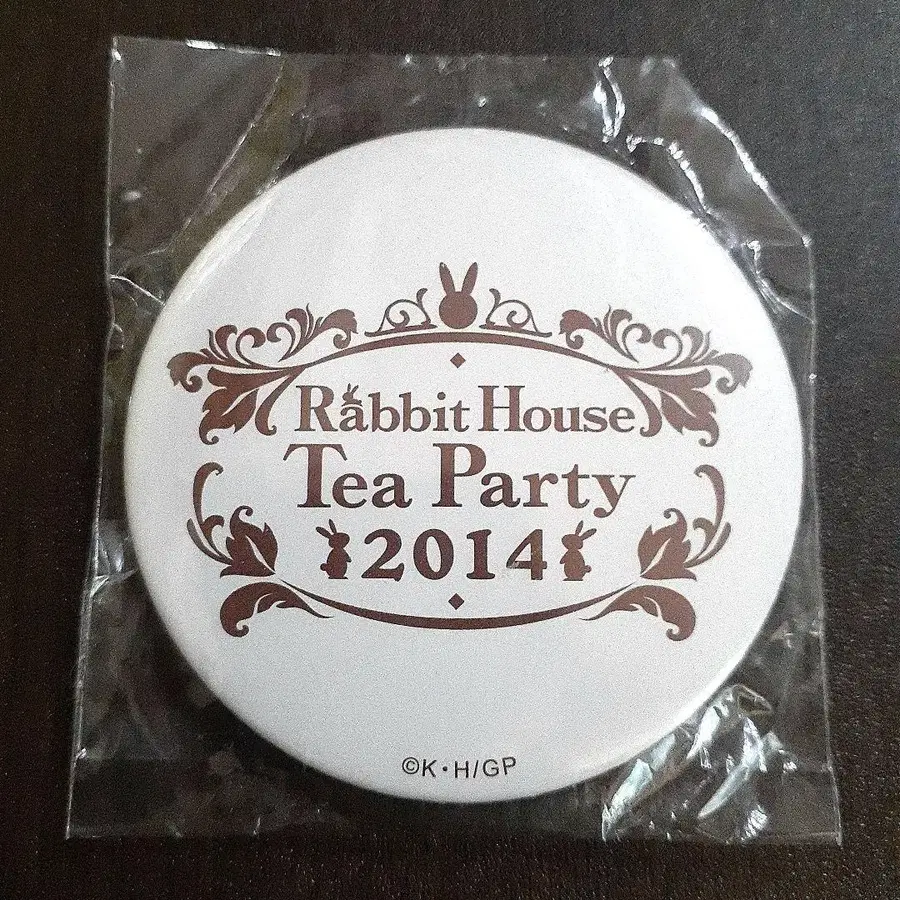 Rabbit House
Tea Party
2014
©K・H/GP